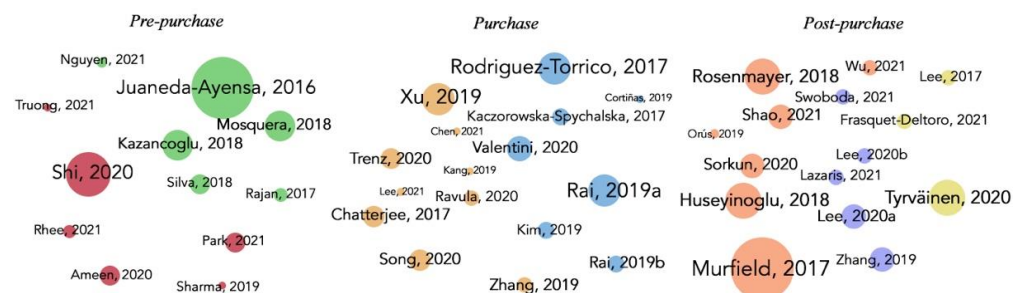 Pre-purchase
Nguyen, 2021
Juaneda-Ayensa, 2016
Truong, 2021
Mosquera, 2018
Kazancoglu, 2018
Shi, 2020
Silva, 2018
Rajan, 2017
Rhee, 2021
Park, 2021
Ameen, 2020
Sharma, 2019
Purchase
Rodriguez-Torrico, 2017
Xu, 2019
Cortiñas, 2019
Kaczorowska-Spychalska, 2017
Chen, 2021
Valentini, 2020
Trenz, 2020
Kang, 2019
Lee, 2021
Ravula, 2020
Rai, 2019a
Chatterjee, 2017
Kim, 2019
Song, 2020
Rai, 2019b
Zhang, 2019
Post-purchase
Wu, 2021
Rosenmayer, 2018
Lee, 2017
Swoboda, 2021
Shao, 2021
Frasquet-Deltoro, 2021
Orús, 2019
Lee, 2020b
Sorkun, 2020
Lazaris, 2021
Huseyinoglu, 2018
Tyrväinen, 2020
Lee, 2020a
Murfield, 2017
Zhang, 2019